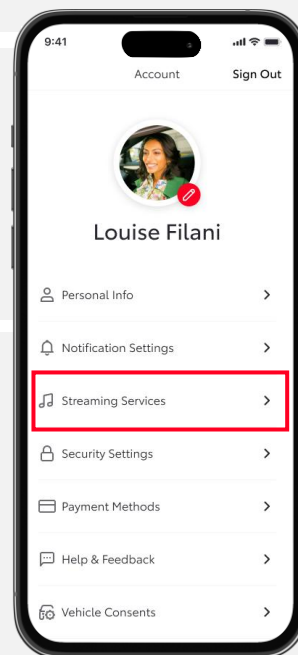 9:41
Account
Sign Out
Louise Filani
Personal Info
Notification Settings
Streaming Services
Security Settings
Payment Methods
Help & Feedback
Vehicle Consents